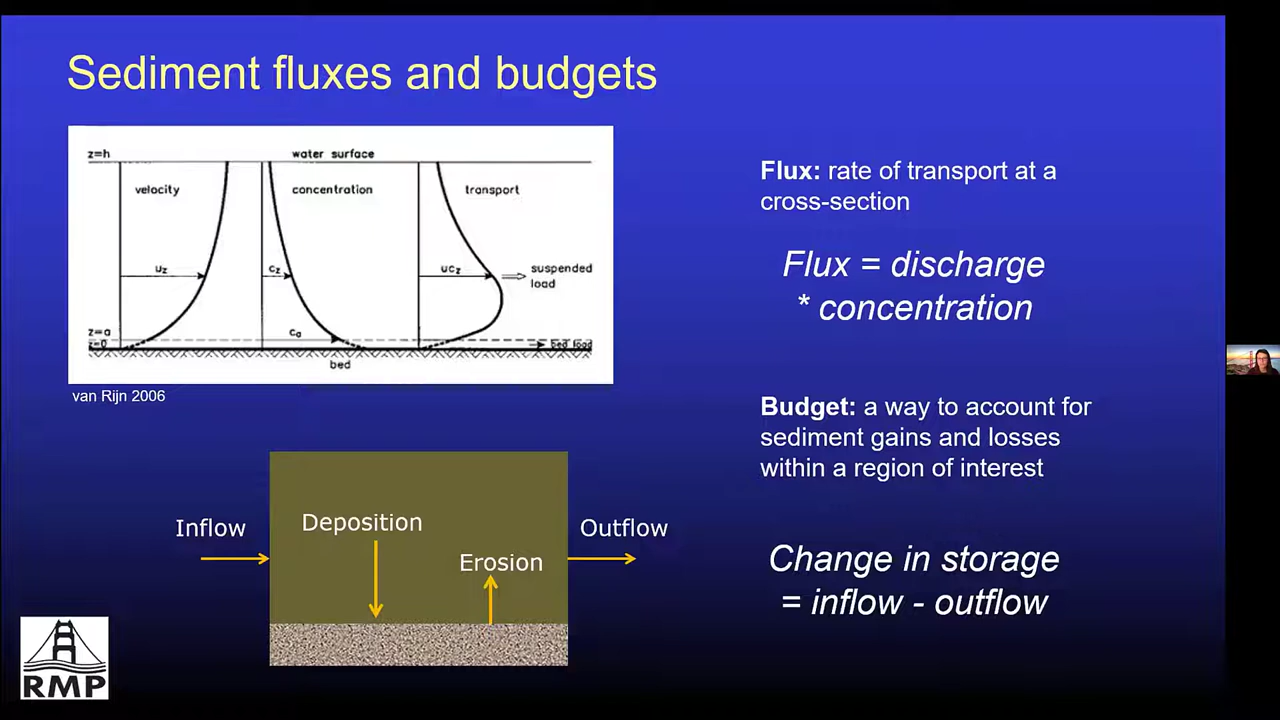 Sediment fluxes and budgets
z=h
water surface
velocity
concentration
transport
uz
cz
ucz
suspended
load
z=a
ca
z=0
bed load
bed
van Rijn 2006
Flux: rate of transport at a
cross-section
Flux = discharge
* concentration
Budget: a way to account for
sediment gains and losses
within a region of interest
Change in storage
= inflow - outflow
Inflow
Deposition
Erosion
Outflow
RMP